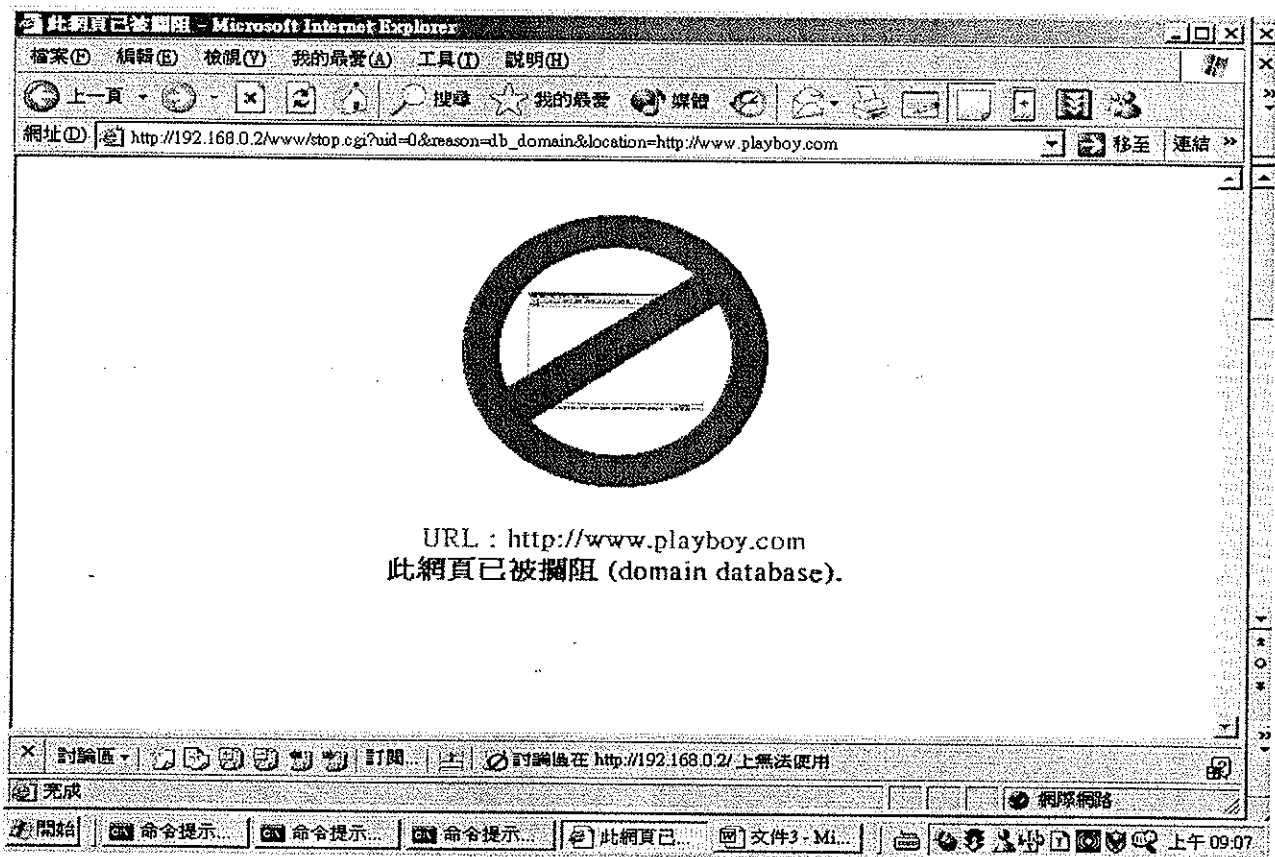 此網頁已被攔阻 - Microsoft Internet Explorer
檔案(F) 編輯(E) 檢視(V) 我的最愛(A) 工具(T) 說明(H)
上一頁 搜尋 我的最愛 媒體
網址(D) http://192.168.0.2/www/stop.cgi?uid=0&reason=db_domain&location=http://www.playboy.com 移至 連結 »
URL : http://www.playboy.com
此網頁已被攔阻 (domain database).
討論區 訂閱... 討論區在 http://192.168.0.2/ 上無法使用
完成 網際網路
開始 命令提示... 命令提示... 命令提示... 此網頁已... 文件3 - Mi... 上午 09:07